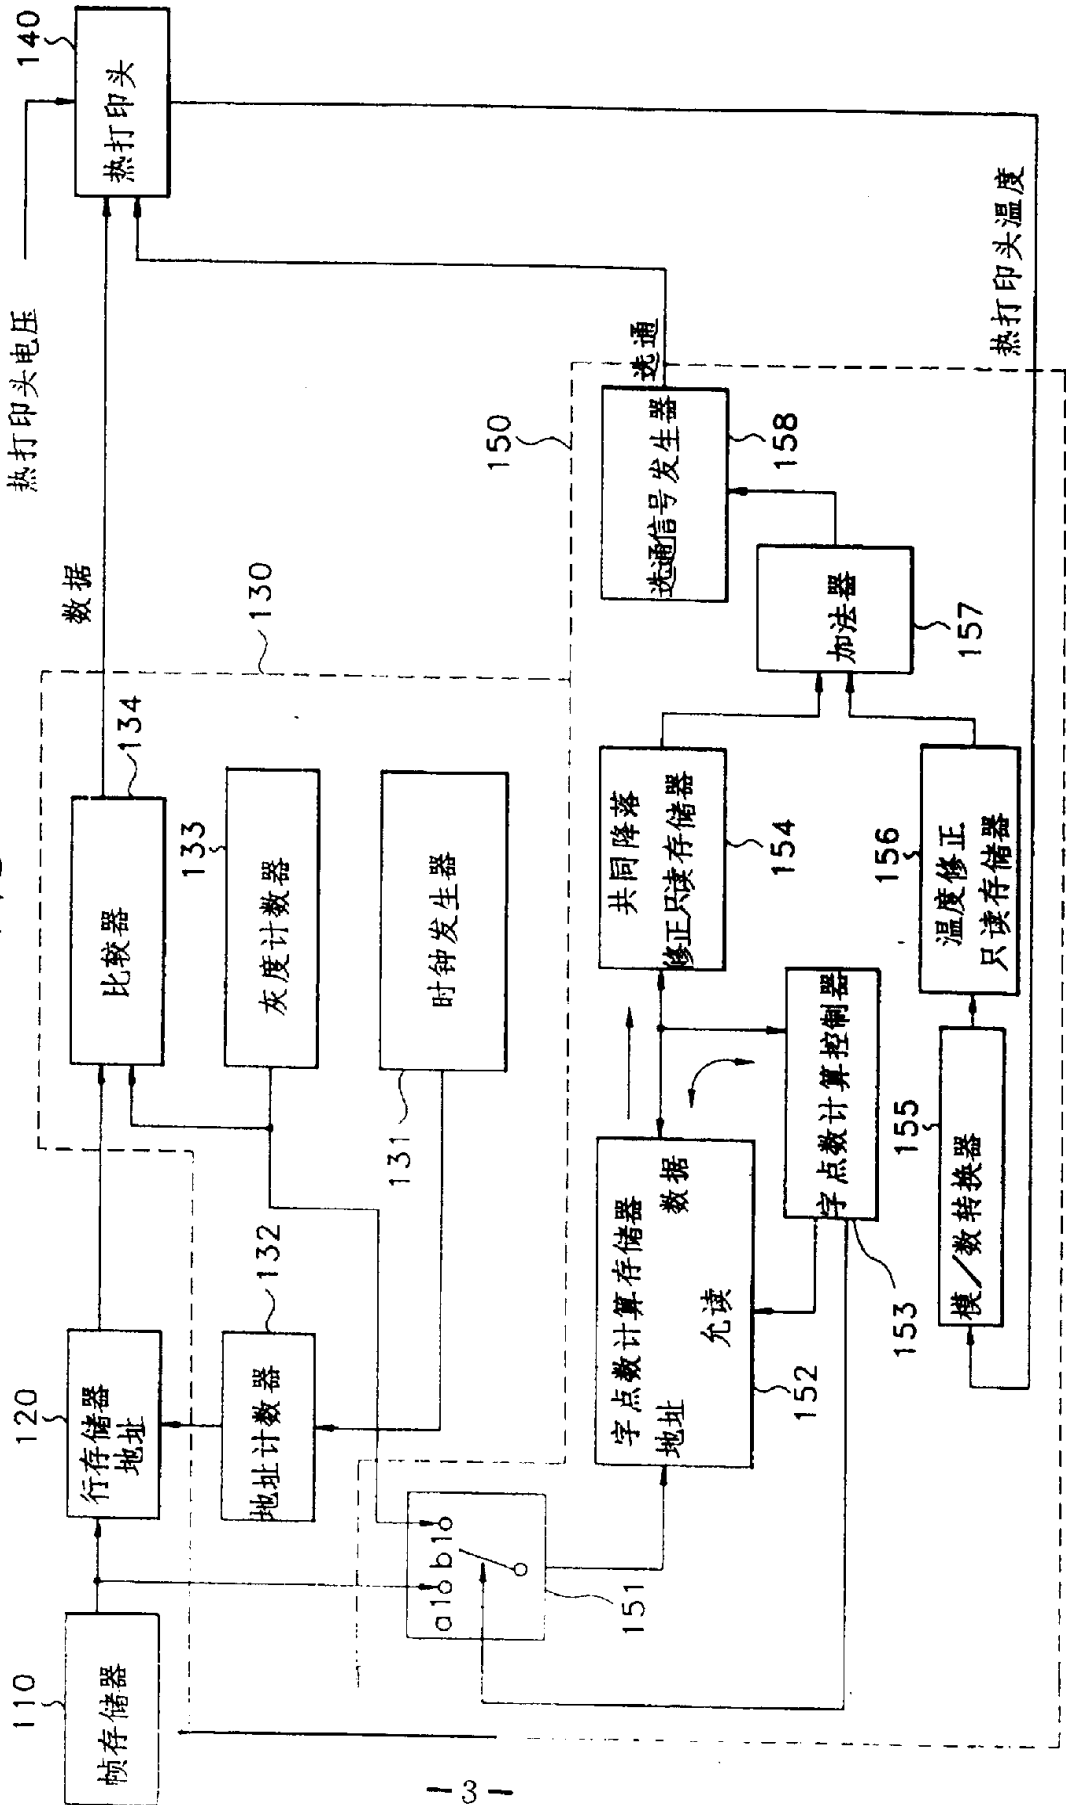 110
帧存储器
120
行存储器
地址
132
地址计数器
130
134
比较器
133
灰度计数器
131
时钟发生器
数据
热打印头电压
140
热打印头
a1 b1
151
150
字点数计算存储器
地址
数据
允读
152
字点数计算控制器
153
共同降落
修正只读存储器
154
155
模/数转换器
156
温度修正
只读存储器
加法器
157
选通信号发生器
158
选通
热打印头温度
-3-